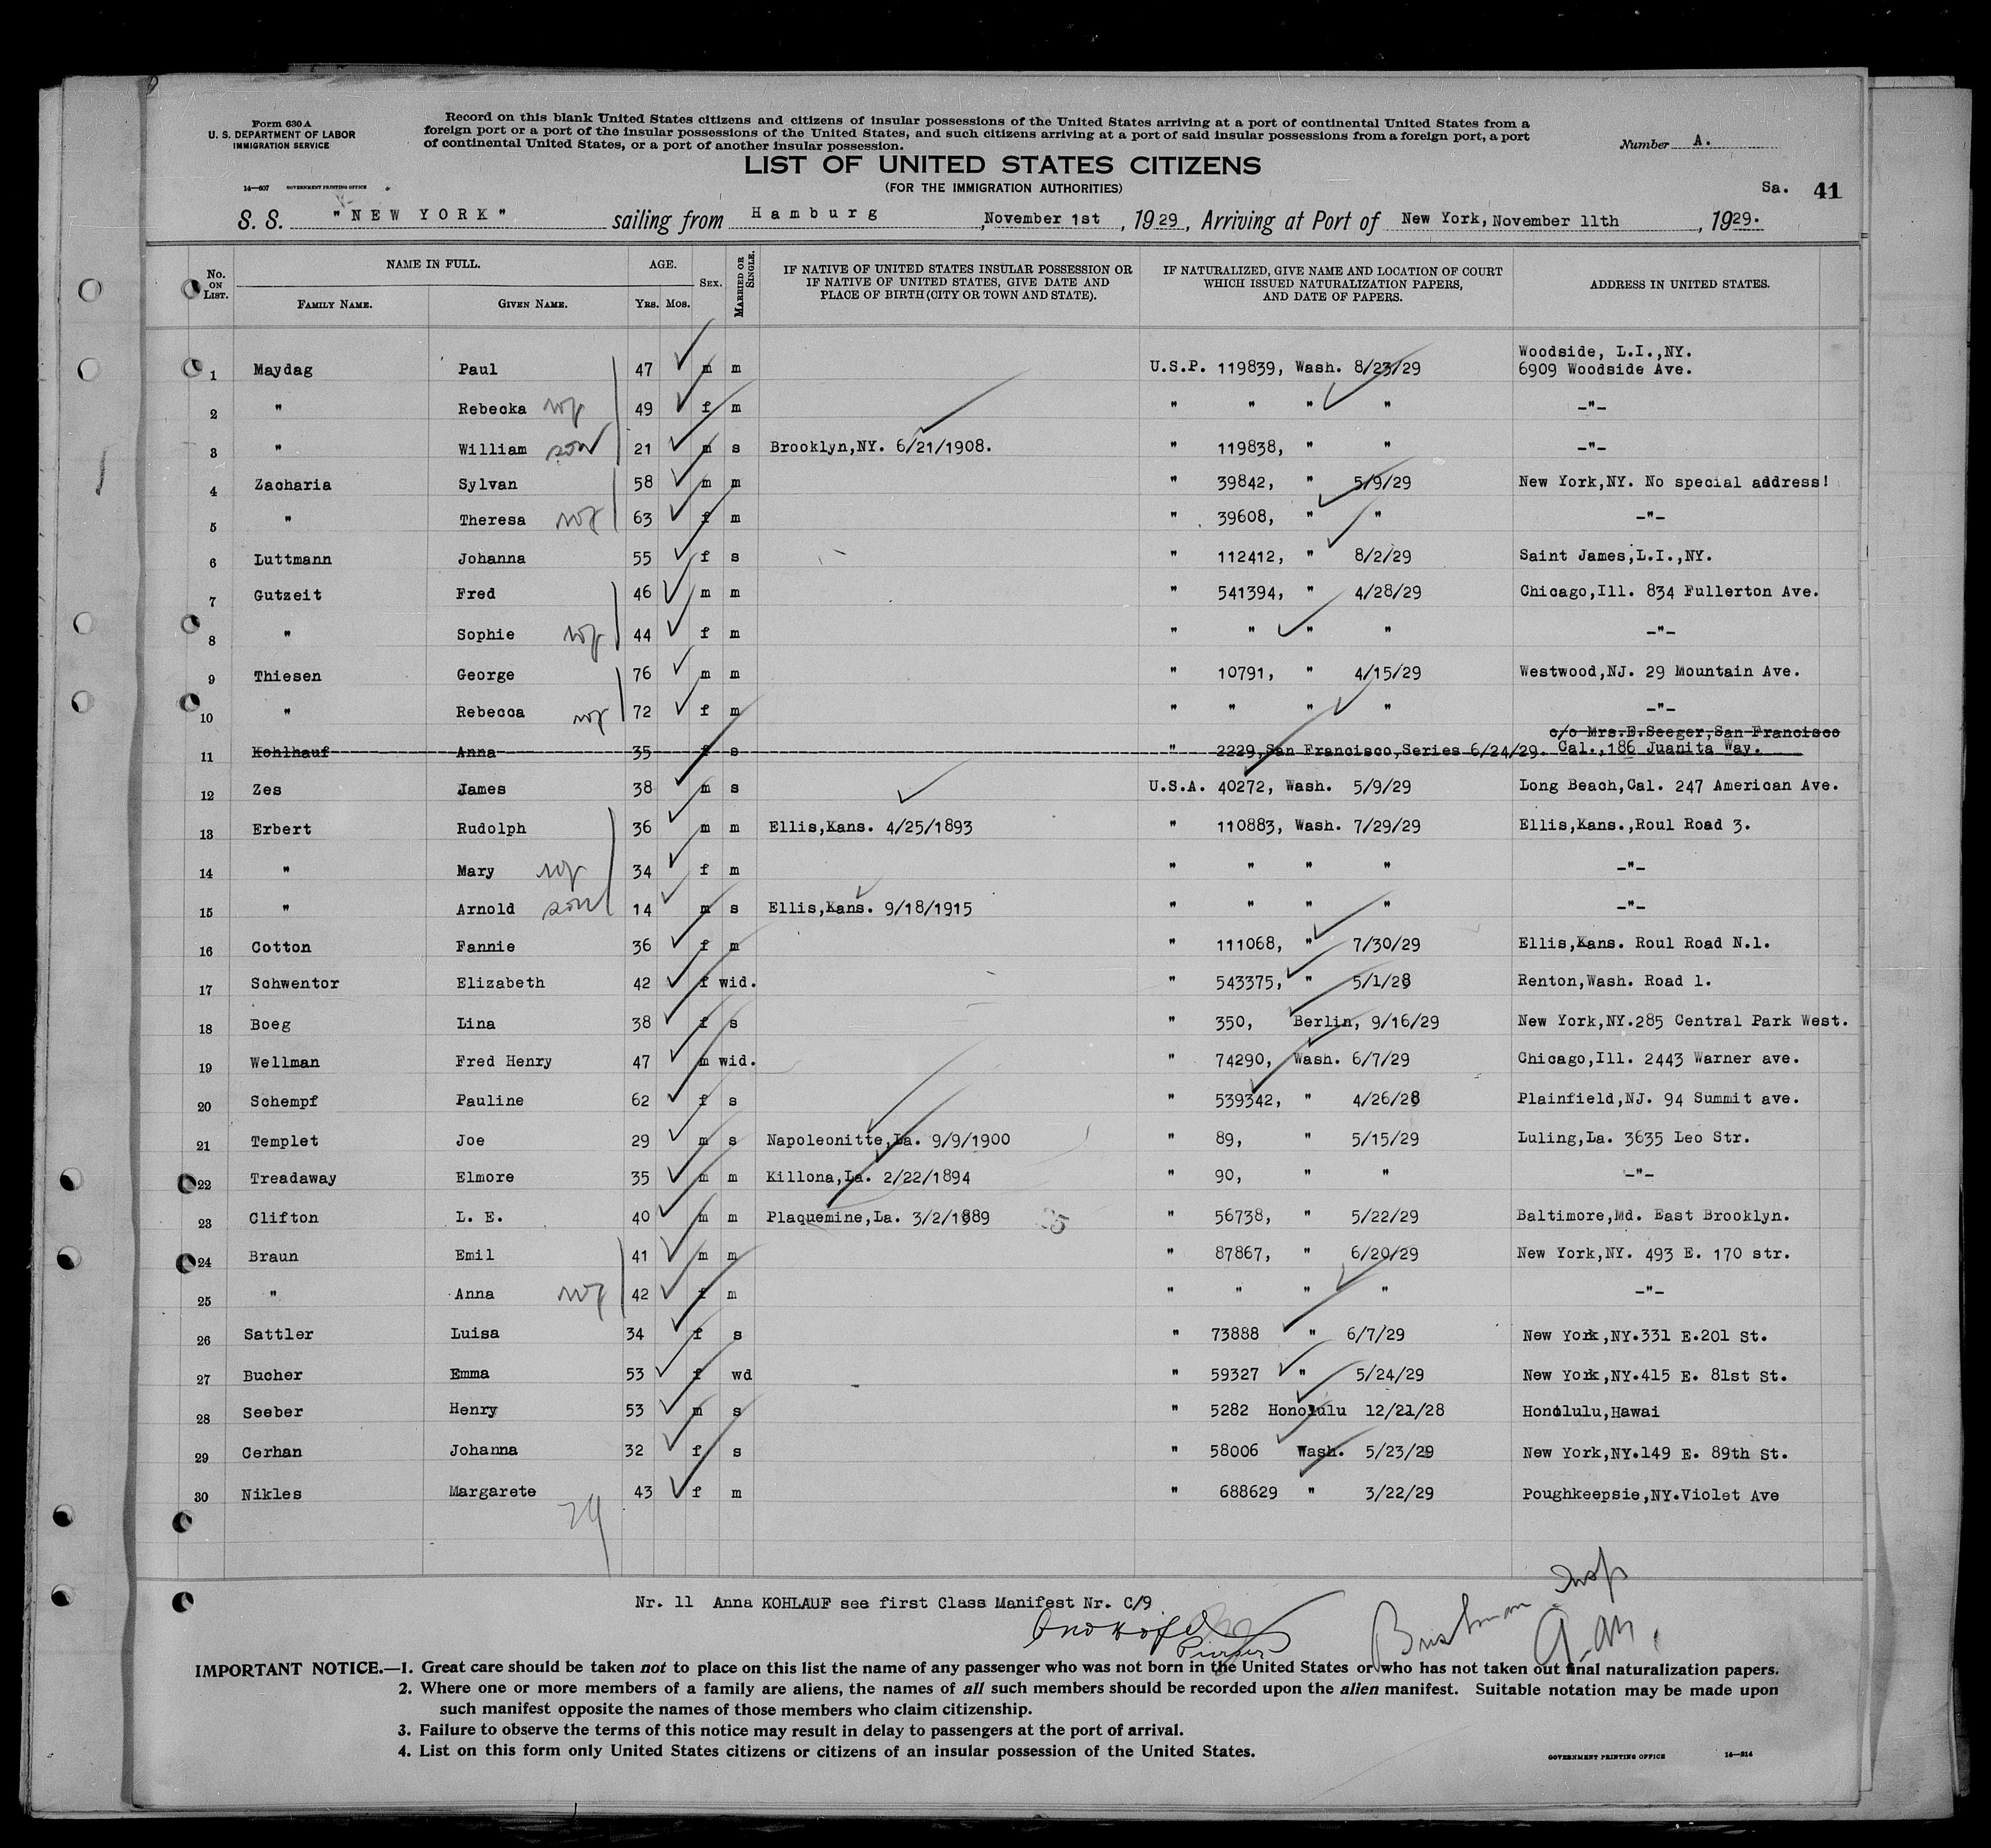 Form 630 A
U. S. DEPARTMENT OF LABOR
IMMIGRATION SERVICE
Record on this blank United States citizens and citizens of insular possessions of the United States arriving at a port of continental United States from a
foreign port or a port of the insular possessions of the United States, and such citizens arriving at a port of said insular possessions from a foreign port, a port
of continental United States, or a port of another insular possession.
Number A.
LIST OF UNITED STATES CITIZENS
(FOR THE IMMIGRATION AUTHORITIES)
14—607 GOVERNMENT PRINTING OFFICE
Sa. 41
S. S. "NEW YORK" sailing from Hamburg, November 1st, 1929, Arriving at Port of New York, November 11th, 1929.
No. ON LIST. NAME IN FULL. AGE. SEX. MARRIED OR SINGLE. IF NATIVE OF UNITED STATES INSULAR POSSESSION OR IF NATIVE OF UNITED STATES, GIVE DATE AND PLACE OF BIRTH (CITY OR TOWN AND STATE). IF NATURALIZED, GIVE NAME AND LOCATION OF COURT WHICH ISSUED NATURALIZATION PAPERS, AND DATE OF PAPERS. ADDRESS IN UNITED STATES.
FAMILY NAME. GIVEN NAME. YRS. MOS.
Woodside, L.I.,NY.
1 Maydag Paul 47 m m U.S.P. 119839, Wash. 8/23/29 6909 Woodside Ave.
2 " Rebecka wf 49 f m " " " " -"-
3 " William son 21 m s Brooklyn,NY. 6/21/1908. " 119838, " " -"-
4 Zacharia Sylvan 58 m m " 39842, " 5/9/29 New York,NY. No special address!
5 " Theresa wf 63 f m " 39608, " " -"-
6 Luttmann Johanna 55 f s " 112412, " 8/2/29 Saint James,L.I.,NY.
7 Gutzeit Fred 46 m m " 541394, " 4/28/29 Chicago,Ill. 834 Fullerton Ave.
8 " Sophie wf 44 f m " " " " -"-
9 Thiesen George 76 m m " 10791, " 4/15/29 Westwood,NJ. 29 Mountain Ave.
10 " Rebecca wf 72 f m " " " " -"-
c/o Mrs.E.Seeger,San Francisco
11 Kohlhauf Anna 35 f s " 2229,San Francisco,Series 6/24/29. Cal.,186 Juanita Way.
12 Zes James 38 m s U.S.A. 40272, Wash. 5/9/29 Long Beach,Cal. 247 American Ave.
13 Erbert Rudolph 36 m m Ellis,Kans. 4/25/1893 " 110883, Wash. 7/29/29 Ellis,Kans.,Roul Road 3.
14 " Mary wf 34 f m " " " " -"-
15 " Arnold son 14 m s Ellis,Kans. 9/18/1915 " " " " -"-
16 Cotton Fannie 36 f m " 111068, " 7/30/29 Ellis,Kans. Roul Road N.1.
17 Schwentor Elizabeth 42 f wid. " 543375, " 5/1/28 Renton,Wash. Road 1.
18 Boeg Lina 38 f s " 350, Berlin, 9/16/29 New York,NY.285 Central Park West.
19 Wellman Fred Henry 47 m wid. " 74290, Wash. 6/7/29 Chicago,Ill. 2443 Warner ave.
20 Schempf Pauline 62 f s " 539342, " 4/26/28 Plainfield,NJ. 94 Summit ave.
21 Templet Joe 29 m s Napoleonitte,La. 9/9/1900 " 89, " 5/15/29 Luling,La. 3635 Leo Str.
22 Treadaway Elmore 35 m m Killona,La. 2/22/1894 " 90, " " -"-
23 Clifton L. E. 40 m m Plaquemine,La. 3/2/1889 " 56738, " 5/22/29 Baltimore,Md. East Brooklyn.
24 Braun Emil 41 m m " 87867, " 6/20/29 New York,NY. 493 E. 170 str.
25 " Anna wf 42 f m " " " " -"-
26 Sattler Luisa 34 f s " 73888 " 6/7/29 New York,NY.331 E.201 St.
27 Bucher Emma 53 f wd " 59327 " 5/24/29 New York,NY.415 E. 81st St.
28 Seeber Henry 53 m s " 5282 Honolulu 12/21/28 Honolulu,Hawai
29 Cerhan Johanna 32 f s " 58006 Wash. 5/23/29 New York,NY.149 E. 89th St.
30 Nikles Margarete 43 f m " 688629 " 3/22/29 Poughkeepsie,NY.Violet Ave
29
Nr. 11 Anna KOHLAUF see first Class Manifest Nr. C/9
Insp
IMPORTANT NOTICE.—1. Great care should be taken not to place on this list the name of any passenger who was not born in the United States or who has not taken out final naturalization papers.
2. Where one or more members of a family are aliens, the names of all such members should be recorded upon the alien manifest. Suitable notation may be made upon
such manifest opposite the names of those members who claim citizenship.
3. Failure to observe the terms of this notice may result in delay to passengers at the port of arrival.
4. List on this form only United States citizens or citizens of an insular possession of the United States.
GOVERNMENT PRINTING OFFICE 14—214